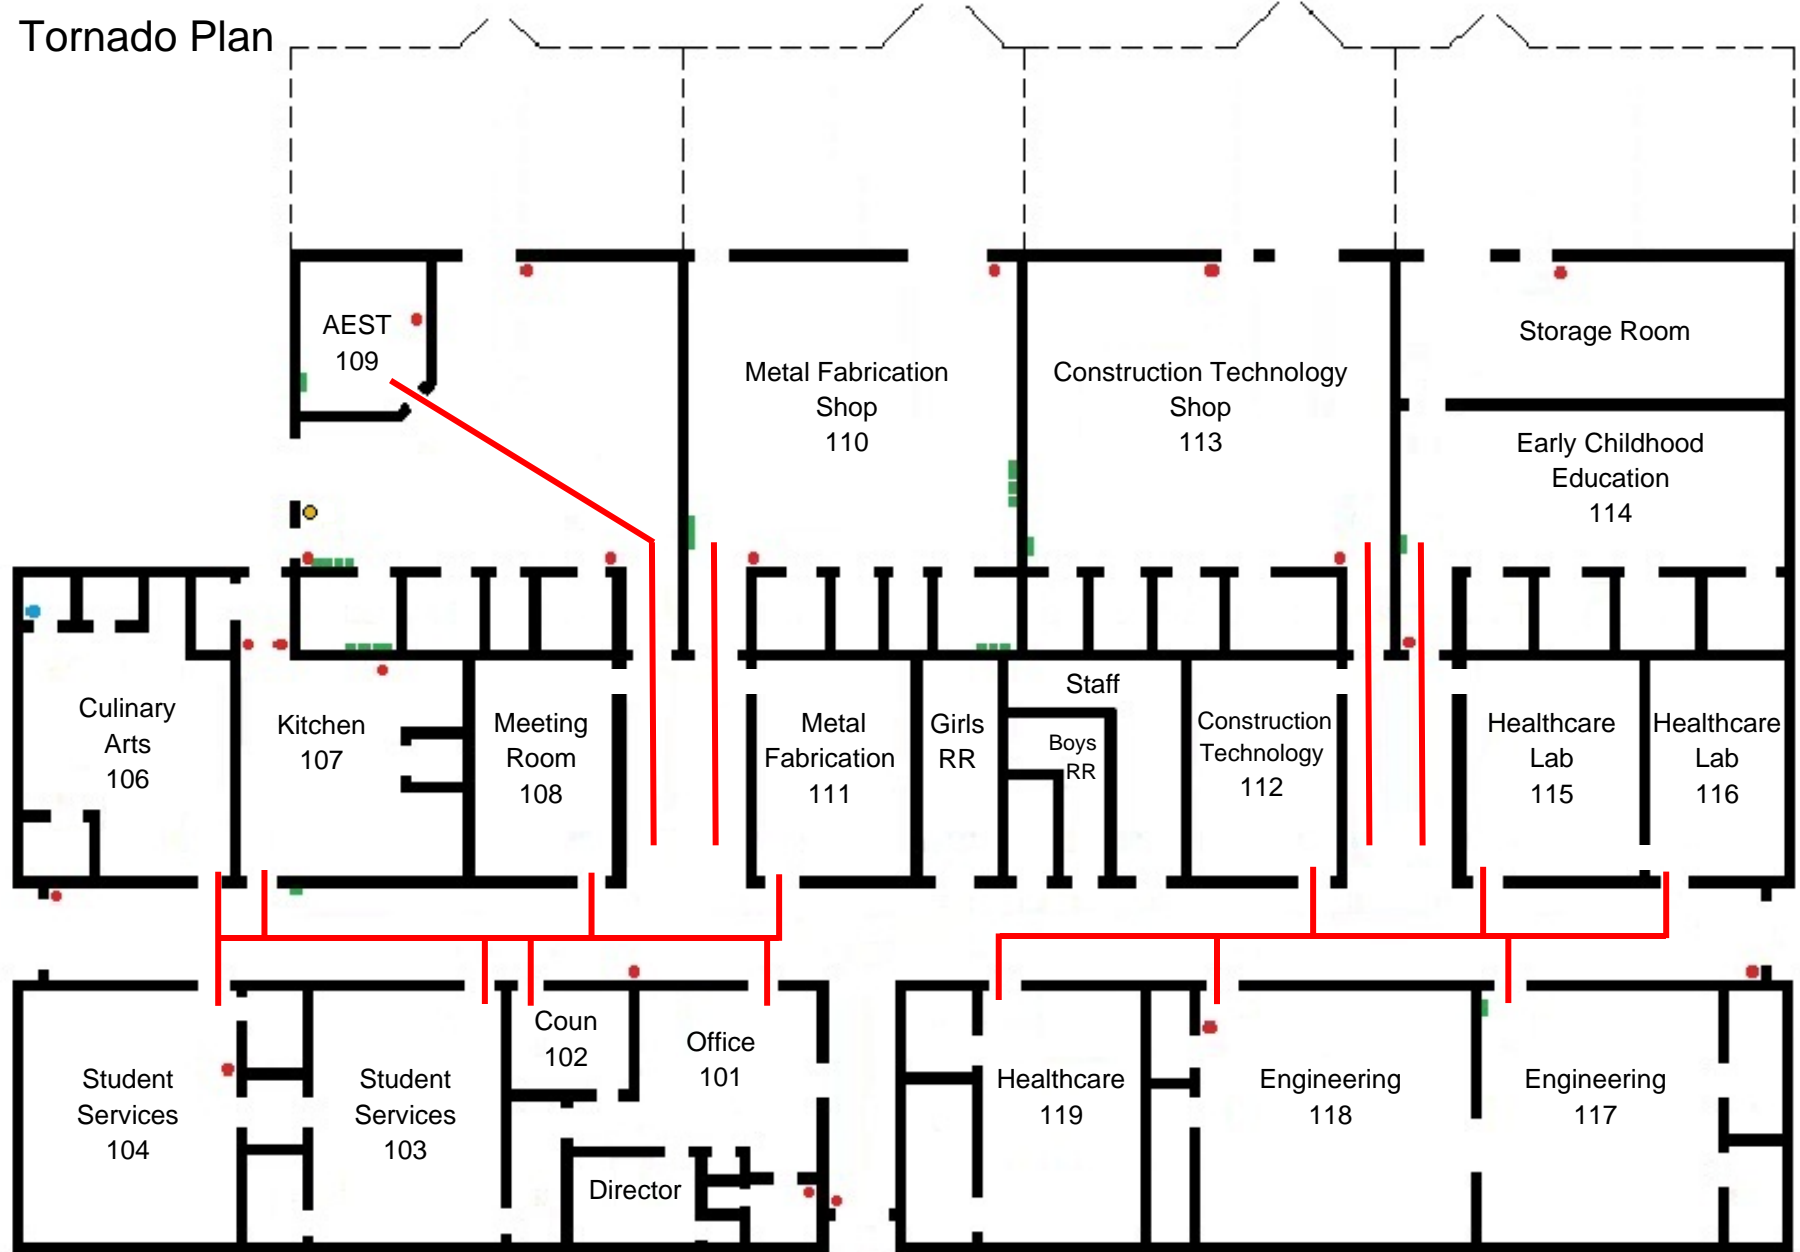 Tornado Plan
AEST
109
Metal Fabrication
Shop
110
Construction Technology
Shop
113
Storage Room
Early Childhood
Education
114
Culinary
Arts
106
Kitchen
107
Meeting
Room
108
Metal
Fabrication
111
Girls
RR
Staff
Boys
RR
Construction
Technology
112
Healthcare
Lab
115
Healthcare
Lab
116
Student
Services
104
Student
Services
103
Coun
102
Office
101
Director
Healthcare
119
Engineering
118
Engineering
117